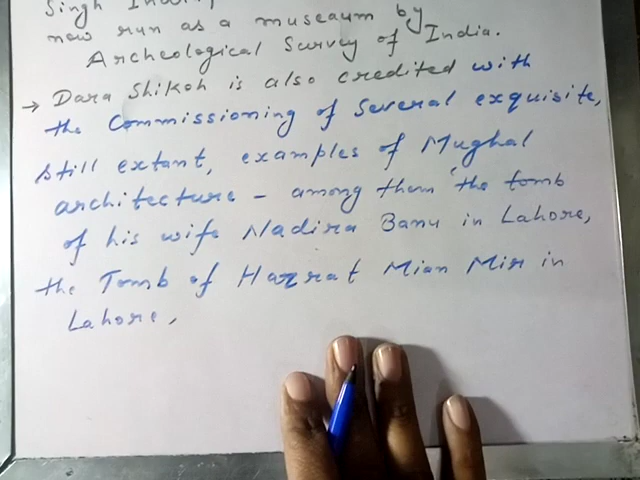 Singh
now run as a museaum by
Archeological Survey of India.
→ Dara Shikoh is also credited with
the Commissioning of Several exquisite,
still extant, examples of Mughal
architecture - among them the tomb
of his wife Nadira Banu in Lahore,
the Tomb of Hazrat Mian Mir in
Lahore,